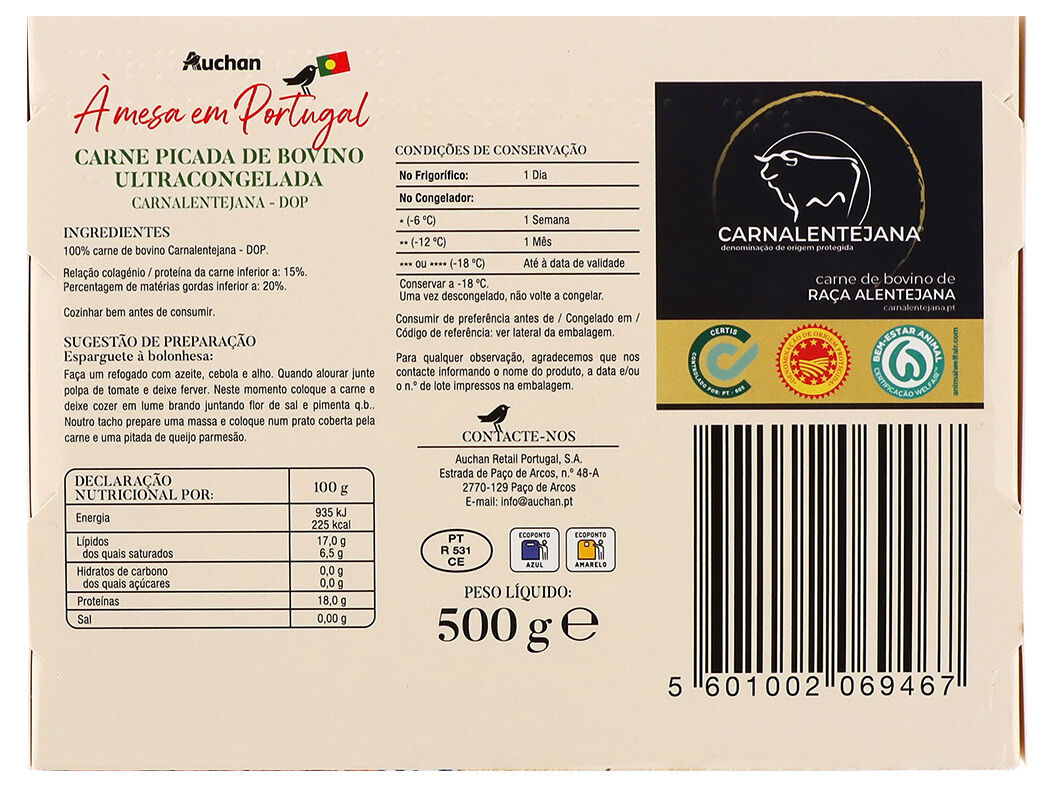 Auchan
À mesa em Portugal
CARNE PICADA DE BOVINO
ULTRACONGELADA
CARNALENTEJANA - DOP
INGREDIENTES
100% carne de bovino Carnalentejana - DOP.
Relação colagénio / proteína da carne inferior a: 15%.
Percentagem de matérias gordas inferior a: 20%.
Cozinhar bem antes de consumir.
SUGESTÃO DE PREPARAÇÃO
Esparguete à bolonhesa:
Faça um refogado com azeite, cebola e alho. Quando alourar junte
polpa de tomate e deixe ferver. Neste momento coloque a carne e
deixe cozer em lume brando juntando flor de sal e pimenta q.b..
Noutro tacho prepare uma massa e coloque num prato coberta pela
carne e uma pitada de queijo parmesão.
DECLARAÇÃO
NUTRICIONAL POR:
100 g
Energia
935 kJ
225 kcal
Lípidos 17,0 g
dos quais saturados 6,5 g
Hidratos de carbono 0,0 g
dos quais açúcares 0,0 g
Proteínas 18,0 g
Sal 0,00 g
CONDIÇÕES DE CONSERVAÇÃO
No Frigorífico: 1 Dia
No Congelador:
* (-6 ºC) 1 Semana
** (-12 ºC) 1 Mês
*** ou **** (-18 ºC) Até à data de validade
Conservar a -18 ºC.
Uma vez descongelado, não volte a congelar.
Consumir de preferência antes de / Congelado em /
Código de referência: ver lateral da embalagem.
Para qualquer observação, agradecemos que nos
contacte informando o nome do produto, a data e/ou
o n.º de lote impressos na embalagem.
CONTACTE-NOS
Auchan Retail Portugal, S.A.
Estrada de Paço de Arcos, n.º 48-A
2770-129 Paço de Arcos
E-mail: info@auchan.pt
PT
R 531
CE
ECOPONTO
AZUL
ECOPONTO
AMARELO
PESO LÍQUIDO:
500 g e
CARNALENTEJANA
denominação de origem protegida
carne de bovino de
RAÇA ALENTEJANA
carnalentejana.pt
CERTIS
CONTROLADO POR: PT - 005
DENOMINAÇÃO DE ORIGEM PROTEGIDA
BEM-ESTAR ANIMAL
CERTIFICAÇÃO WELFAIR™
animalwelfair.com
5 601002 069467